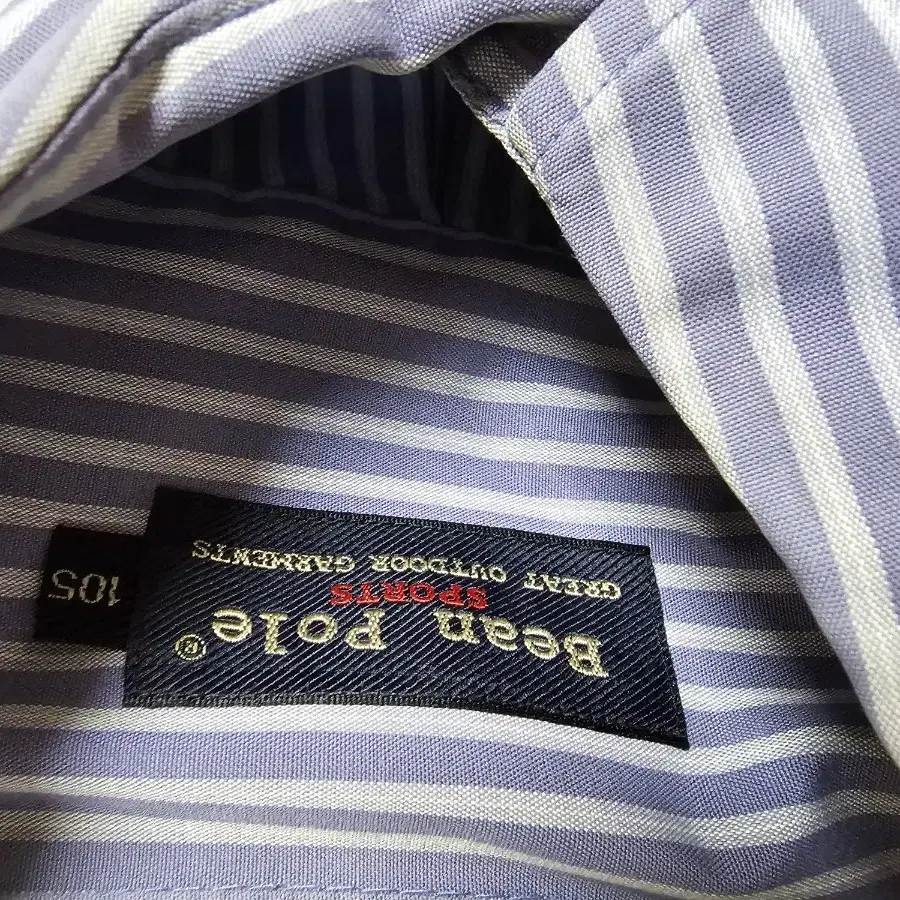 Bean Pole ®
SPORTS
GREAT OUTDOOR GARMENTS
105